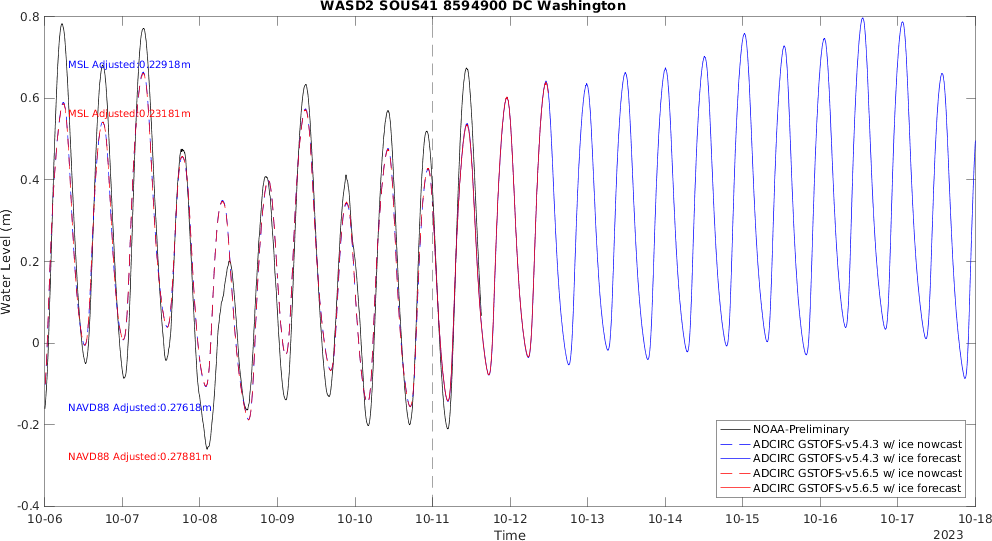 WASD2 SOUS41 8594900 DC Washington
0.8
0.6
0.4
0.2
0
-0.2
-0.4
Water Level (m)
MSL Adjusted:0.22918m
MSL Adjusted:0.23181m
NAVD88 Adjusted:0.27618m
NAVD88 Adjusted:0.27881m
NOAA-Preliminary
ADCIRC GSTOFS-v5.4.3 w/ ice nowcast
ADCIRC GSTOFS-v5.4.3 w/ ice forecast
ADCIRC GSTOFS-v5.6.5 w/ ice nowcast
ADCIRC GSTOFS-v5.6.5 w/ ice forecast
10-06 10-07 10-08 10-09 10-10 10-11 10-12 10-13 10-14 10-15 10-16 10-17 10-18
Time
2023